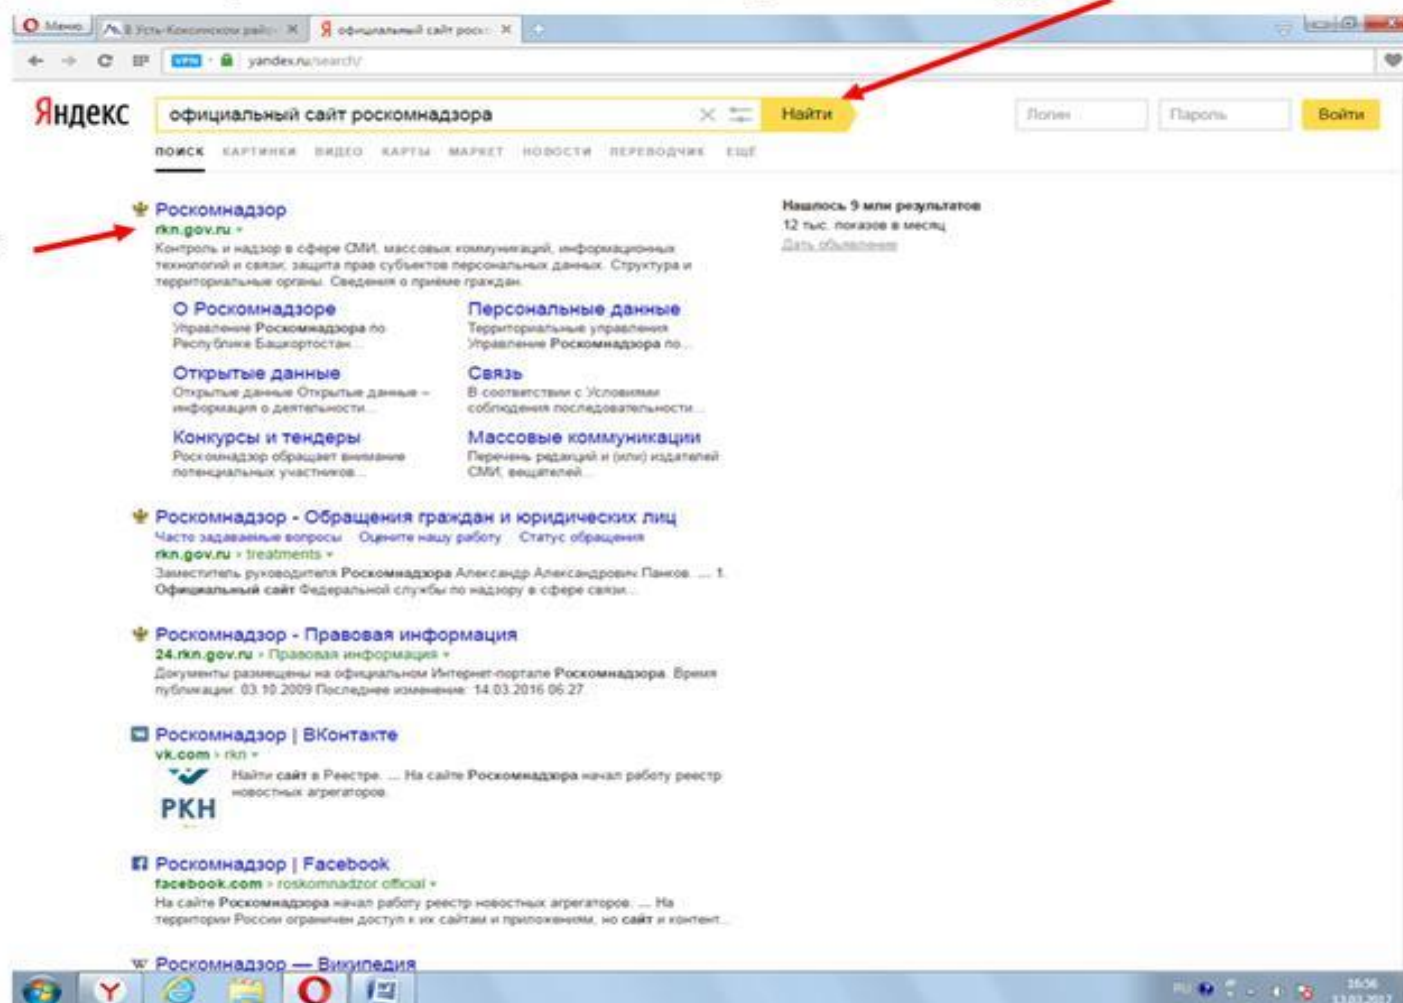 Меню В Усть-Коксинском райо официальный сайт роско
VPN yandex.ru/search/
Яндекс официальный сайт роскомнадзора Найти Логин Пароль Войти
ПОИСК КАРТИНКИ ВИДЕО КАРТЫ МАРКЕТ НОВОСТИ ПЕРЕВОДЧИК ЕЩЁ
Роскомнадзор
rkn.gov.ru
Контроль и надзор в сфере СМИ, массовых коммуникаций, информационных
технологий и связи, защита прав субъектов персональных данных. Структура и
территориальные органы. Сведения о приёме граждан.
О Роскомнадзоре
Управление Роскомнадзора по
Республике Башкортостан...
Персональные данные
Территориальные управления
Управление Роскомнадзора по...
Открытые данные
Открытые данные Открытые данные –
информация о деятельности...
Связь
В соответствии с Условиями
соблюдения последовательности...
Конкурсы и тендеры
Роскомнадзор обращает внимание
потенциальных участников...
Массовые коммуникации
Перечень редакций и (или) издателей
СМИ, вещателей...
Роскомнадзор - Обращения граждан и юридических лиц
Часто задаваемые вопросы Оцените нашу работу Статус обращения
rkn.gov.ru › treatments
Заместитель руководителя Роскомнадзора Александр Александрович Панков. ... 1.
Официальный сайт Федеральной службы по надзору в сфере связи...
Роскомнадзор - Правовая информация
24.rkn.gov.ru › Правовая информация
Документы размещены на официальном Интернет-портале Роскомнадзора. Время
публикации: 03.10.2009 Последнее изменение: 14.03.2016 06:27.
Роскомнадзор | ВКонтакте
vk.com › rkn
Найти сайт в Реестре. ... На сайте Роскомнадзора начал работу реестр
новостных агрегаторов.
РКН
Роскомнадзор | Facebook
facebook.com › roskomnadzor.official
На сайте Роскомнадзора начал работу реестр новостных агрегаторов. ... На
территории России ограничен доступ к их сайтам и приложениям, но сайт и контент...
W Роскомнадзор — Википедия
Нашлось 9 млн результатов
12 тыс. показов в месяц
Дать объявление
RU 16:56
13.03.2017